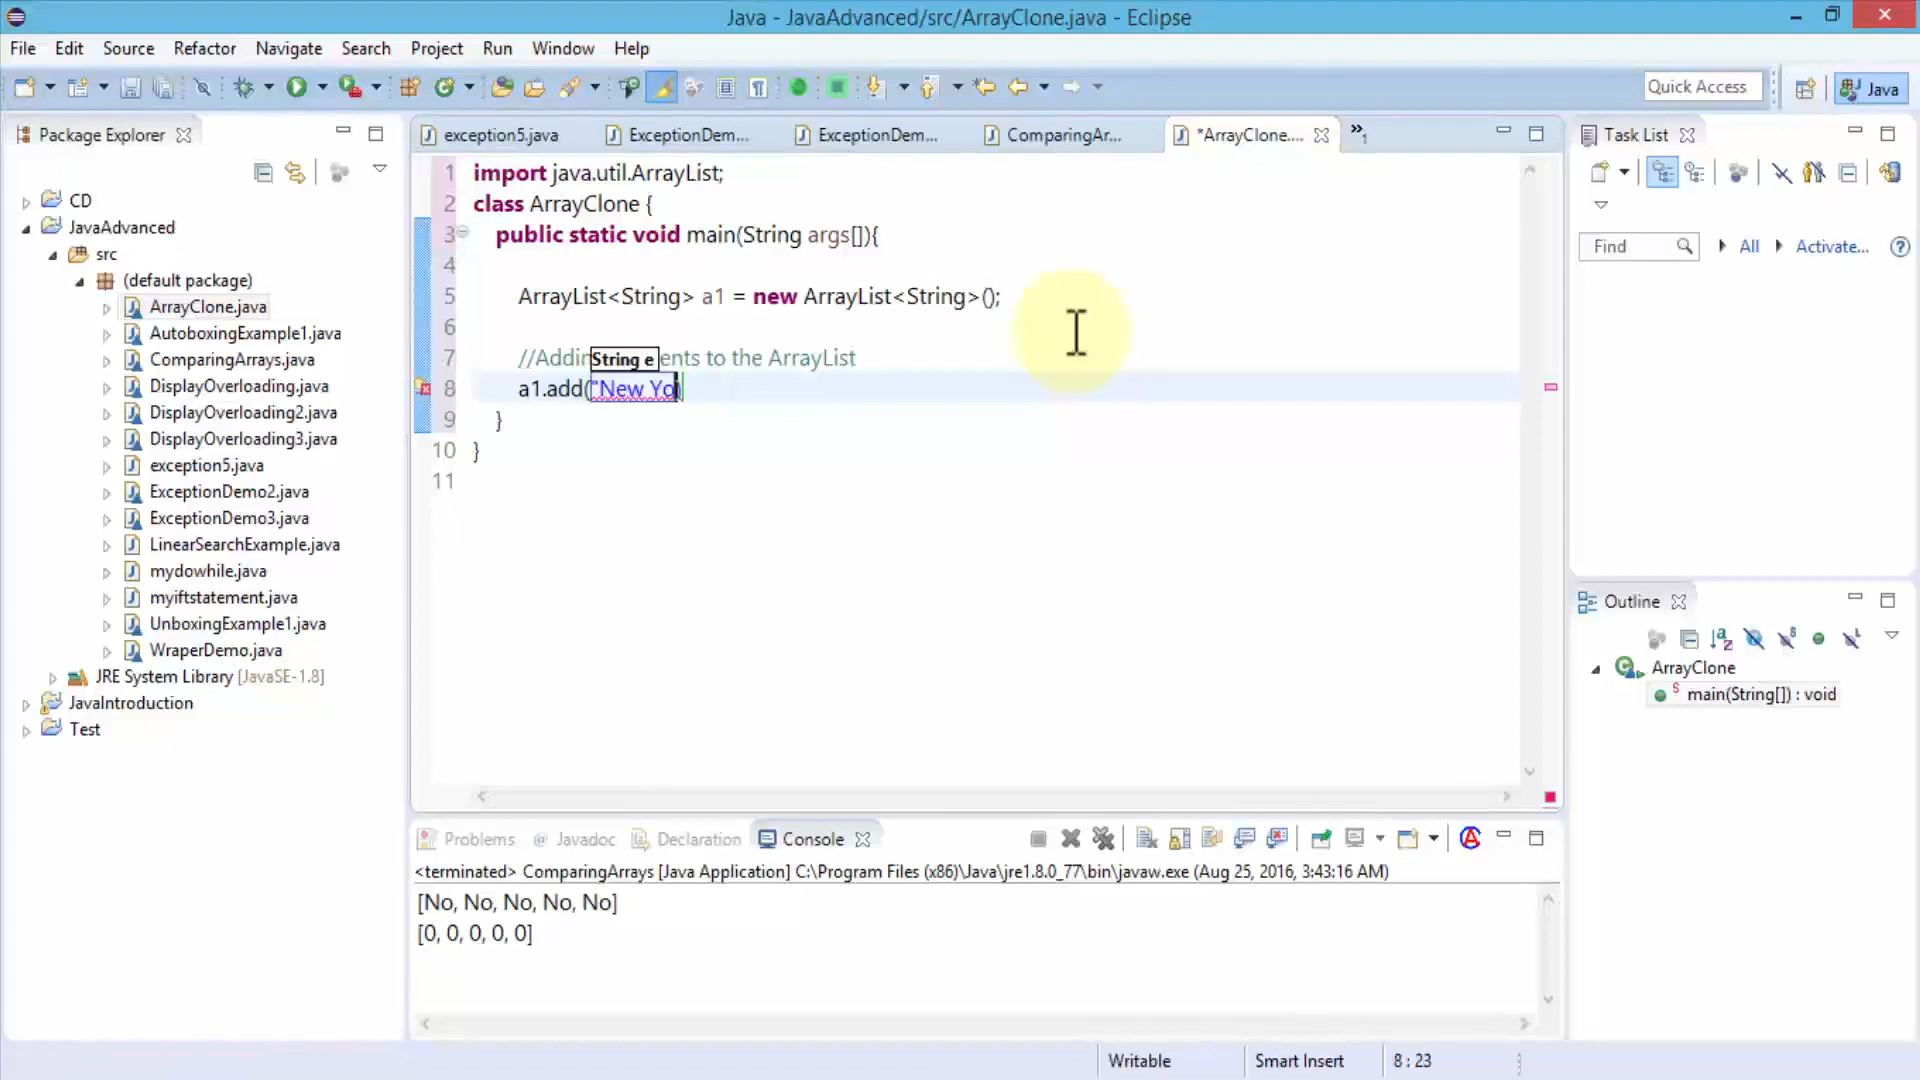 Java - JavaAdvanced/src/ArrayClone.java - Eclipse
File Edit Source Refactor Navigate Search Project Run Window Help
Quick Access
Java
Package Explorer
CD
JavaAdvanced
src
(default package)
ArrayClone.java
AutoboxingExample1.java
ComparingArrays.java
DisplayOverloading.java
DisplayOverloading2.java
DisplayOverloading3.java
exception5.java
ExceptionDemo2.java
ExceptionDemo3.java
LinearSearchExample.java
mydowhile.java
myiftstatement.java
UnboxingExample1.java
WraperDemo.java
JRE System Library [JavaSE-1.8]
JavaIntroduction
Test
exception5.java ExceptionDem... ExceptionDem... ComparingAr... *ArrayClone.... »1
1 import java.util.ArrayList;
2 class ArrayClone {
3 public static void main(String args[]){
4
5 ArrayList<String> a1 = new ArrayList<String>();
6
7 //Addin ents to the ArrayList
String e
8 a1.add("New Yo)
9 }
10 }
11
Task List
Find All Activate...
Outline
ArrayClone
main(String[]) : void
Problems Javadoc Declaration Console
<terminated> ComparingArrays [Java Application] C:\Program Files (x86)\Java\jre1.8.0_77\bin\javaw.exe (Aug 25, 2016, 3:43:16 AM)
[No, No, No, No, No]
[0, 0, 0, 0, 0]
Writable Smart Insert 8 : 23